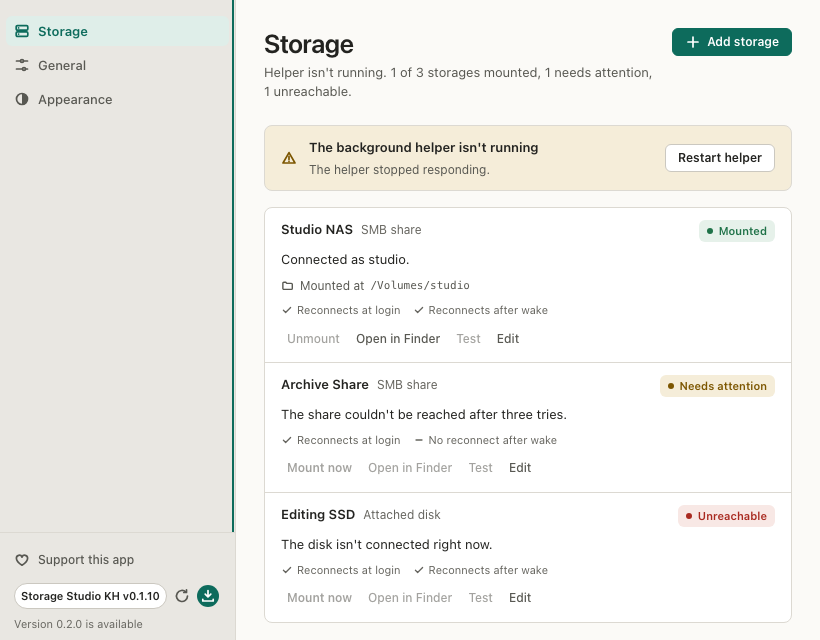 Storage
General
Appearance
Support this app
Storage Studio KH v0.1.10
Version 0.2.0 is available
Storage
Add storage
Helper isn't running. 1 of 3 storages mounted, 1 needs attention,
1 unreachable.
The background helper isn't running
The helper stopped responding.
Restart helper
Studio NAS SMB share
Mounted
Connected as studio.
Mounted at /Volumes/studio
Reconnects at login Reconnects after wake
Unmount Open in Finder Test Edit
Archive Share SMB share
Needs attention
The share couldn't be reached after three tries.
Reconnects at login No reconnect after wake
Mount now Open in Finder Test Edit
Editing SSD Attached disk
Unreachable
The disk isn't connected right now.
Reconnects at login Reconnects after wake
Mount now Open in Finder Test Edit